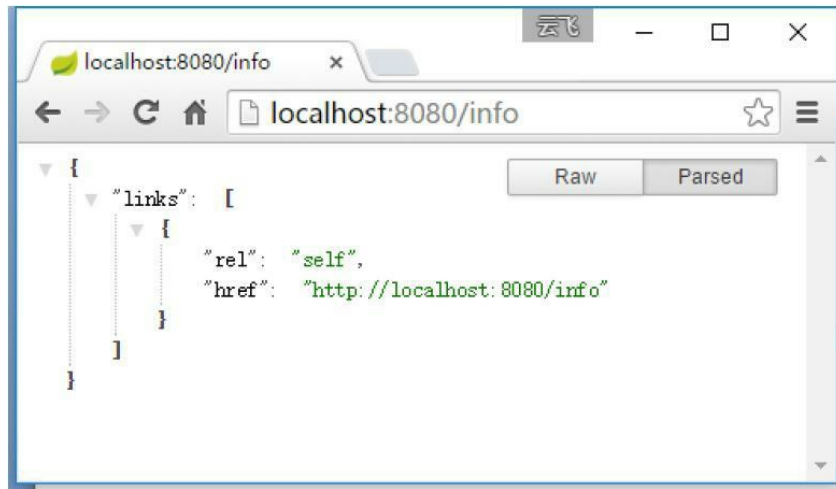 云飞
localhost:8080/info
localhost:8080/info
Raw Parsed
{
"links": [
{
"rel": "self",
"href": "http://localhost:8080/info"
}
]
}